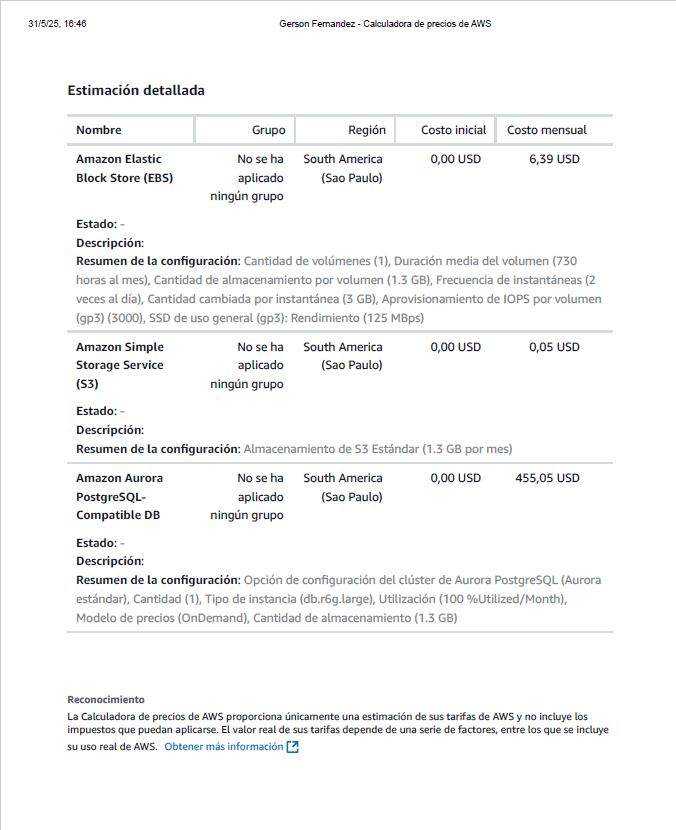 31/5/25, 16:46
Gerson Fernandez - Calculadora de precios de AWS
Estimación detallada
Nombre
Grupo
Región
Costo inicial
Costo mensual
Amazon Elastic
Block Store (EBS)
No se ha
aplicado
ningún grupo
South America
(Sao Paulo)
0,00 USD
6,39 USD
Estado: -
Descripción:
Resumen de la configuración: Cantidad de volúmenes (1), Duración media del volumen (730
horas al mes), Cantidad de almacenamiento por volumen (1.3 GB), Frecuencia de instantáneas (2
veces al día), Cantidad cambiada por instantánea (3 GB), Aprovisionamiento de IOPS por volumen
(gp3) (3000), SSD de uso general (gp3): Rendimiento (125 MBps)
Amazon Simple
Storage Service
(S3)
No se ha
aplicado
ningún grupo
South America
(Sao Paulo)
0,00 USD
0,05 USD
Estado: -
Descripción:
Resumen de la configuración: Almacenamiento de S3 Estándar (1.3 GB por mes)
Amazon Aurora
PostgreSQL-
Compatible DB
No se ha
aplicado
ningún grupo
South America
(Sao Paulo)
0,00 USD
455,05 USD
Estado: -
Descripción:
Resumen de la configuración: Opción de configuración del clúster de Aurora PostgreSQL (Aurora
estándar), Cantidad (1), Tipo de instancia (db.r6g.large), Utilización (100 %Utilized/Month),
Modelo de precios (OnDemand), Cantidad de almacenamiento (1.3 GB)
Reconocimiento
La Calculadora de precios de AWS proporciona únicamente una estimación de sus tarifas de AWS y no incluye los
impuestos que puedan aplicarse. El valor real de sus tarifas depende de una serie de factores, entre los que se incluye
su uso real de AWS. Obtener más información